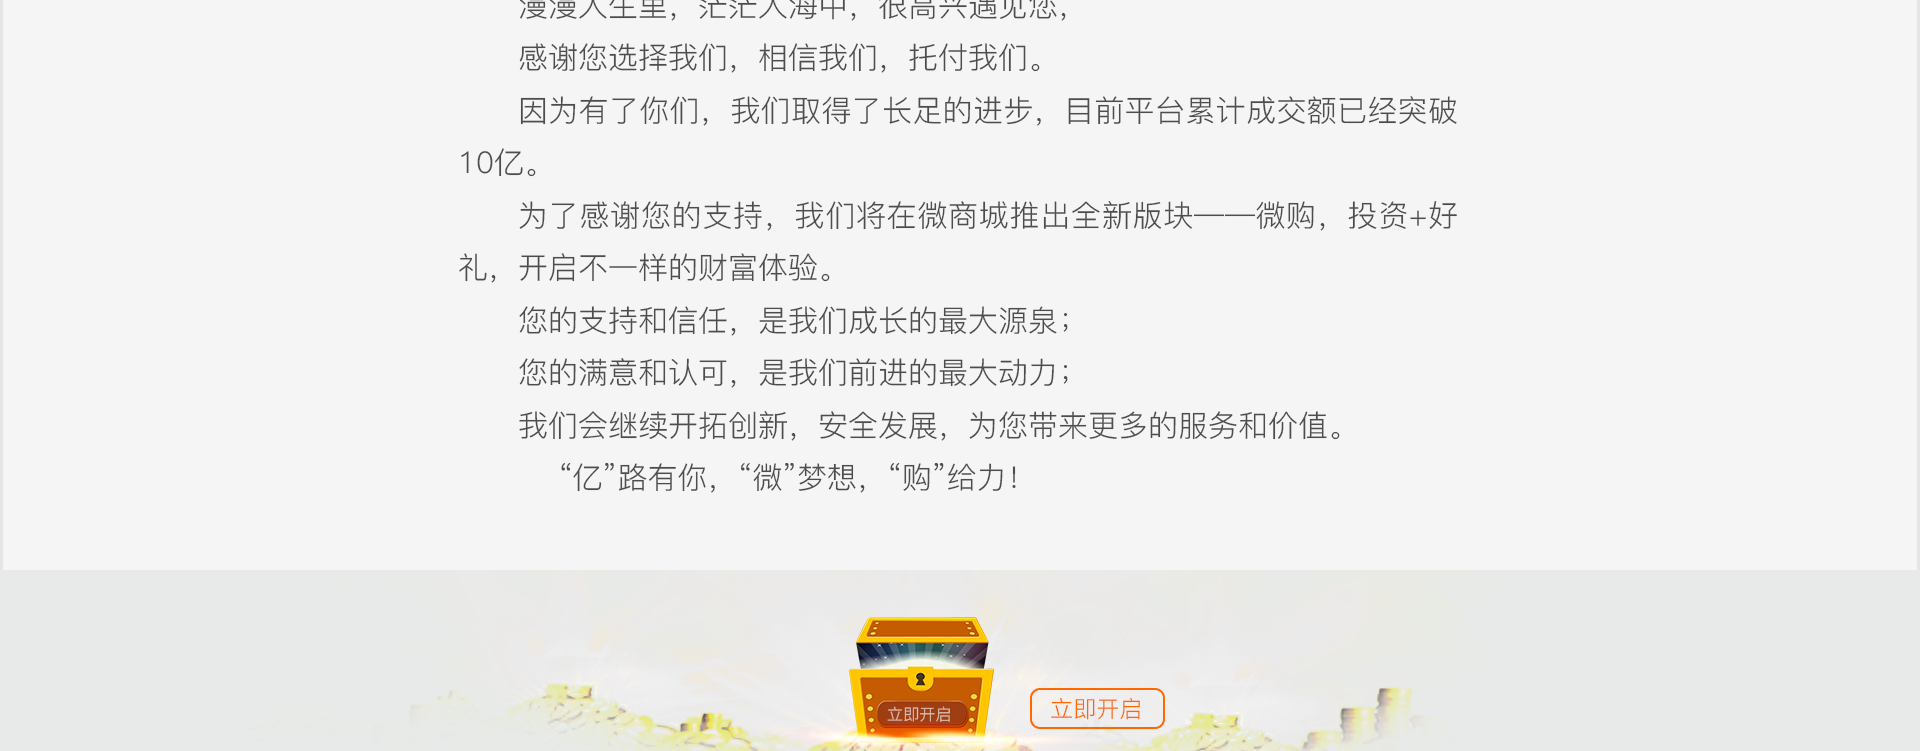 漫漫人生里，茫茫人海中，很高兴遇见您，
感谢您选择我们，相信我们，托付我们。
因为有了你们，我们取得了长足的进步，目前平台累计成交额已经突破
10亿。
为了感谢您的支持，我们将在微商城推出全新版块——微购，投资+好
礼，开启不一样的财富体验。
您的支持和信任，是我们成长的最大源泉；
您的满意和认可，是我们前进的最大动力；
我们会继续开拓创新，安全发展，为您带来更多的服务和价值。
“亿”路有你，“微”梦想，“购”给力！
立即开启
立即开启